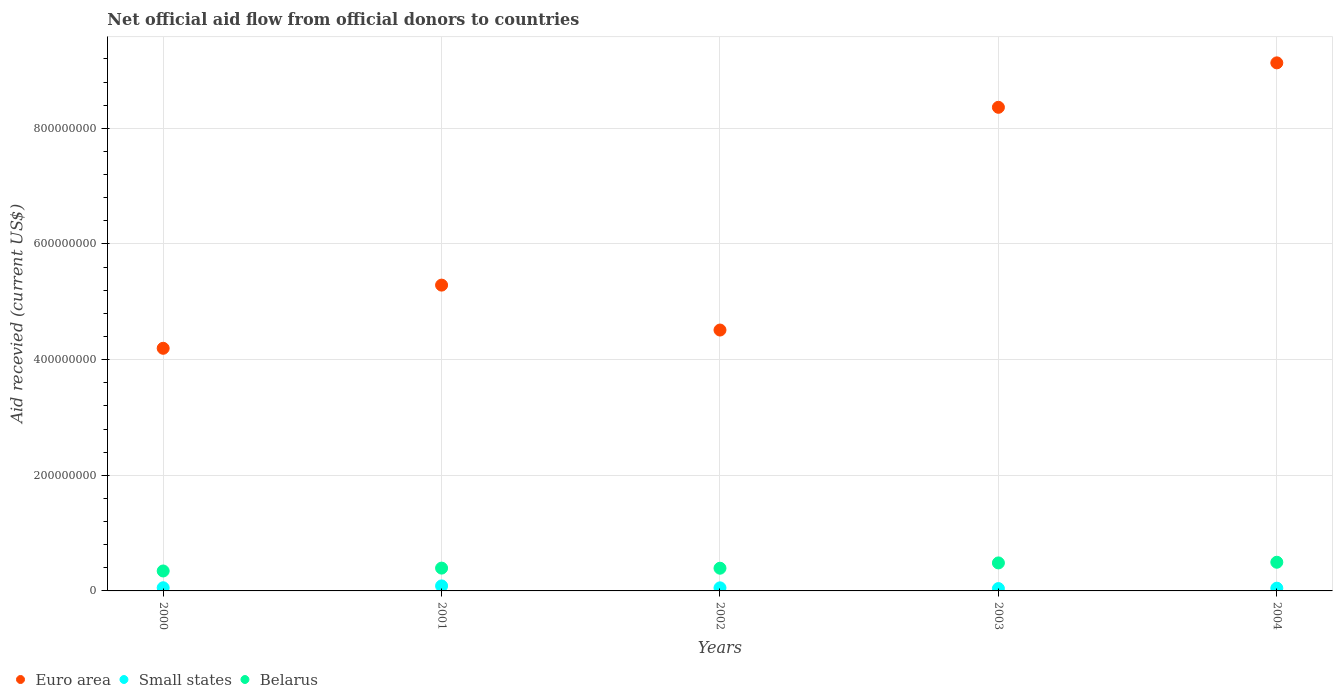 Net official aid flow from official donors to countries
Aid recevied (current US$)
800000000
600000000
400000000
200000000
0
2000
2001
2002
2003
2004
Years
Euro area
Small states
Belarus